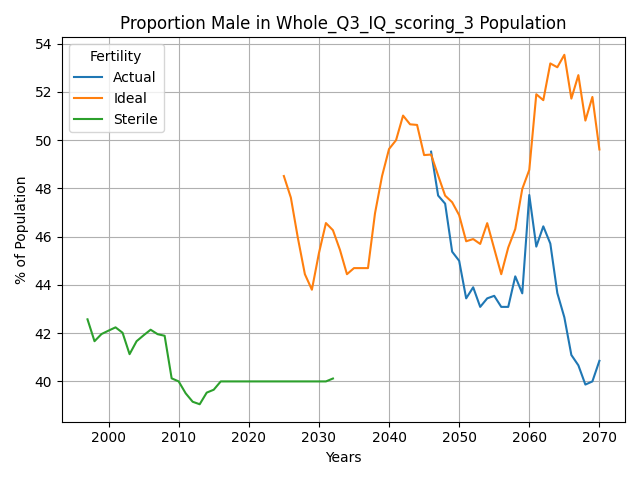 Proportion Male in Whole_Q3_IQ_scoring_3 Population
Fertility
Actual
Ideal
Sterile
% of Population
54
52
50
48
46
44
42
40
2000
2010
2020
2030
2040
2050
2060
2070
Years